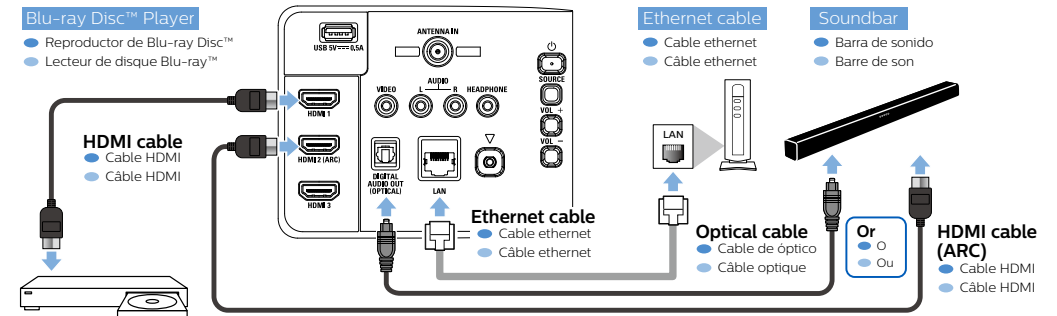 Blu-ray Disc™ Player
Reproductor de Blu-ray Disc™
Lecteur de disque Blu-ray™
HDMI cable
Cable HDMI
Câble HDMI
USB 5V⎓0.5A
ANTENNA IN
HDMI 1
HDMI 2 (ARC)
HDMI 3
VIDEO
AUDIO
L R
HEADPHONE
DIGITAL
AUDIO OUT
(OPTICAL)
LAN
SOURCE
VOL +
VOL −
Ethernet cable
Cable ethernet
Câble ethernet
Ethernet cable
Cable ethernet
Câble ethernet
LAN
Soundbar
Barra de sonido
Barre de son
Optical cable
Cable de óptico
Câble optique
Or
O
Ou
HDMI cable
(ARC)
Cable HDMI
Câble HDMI